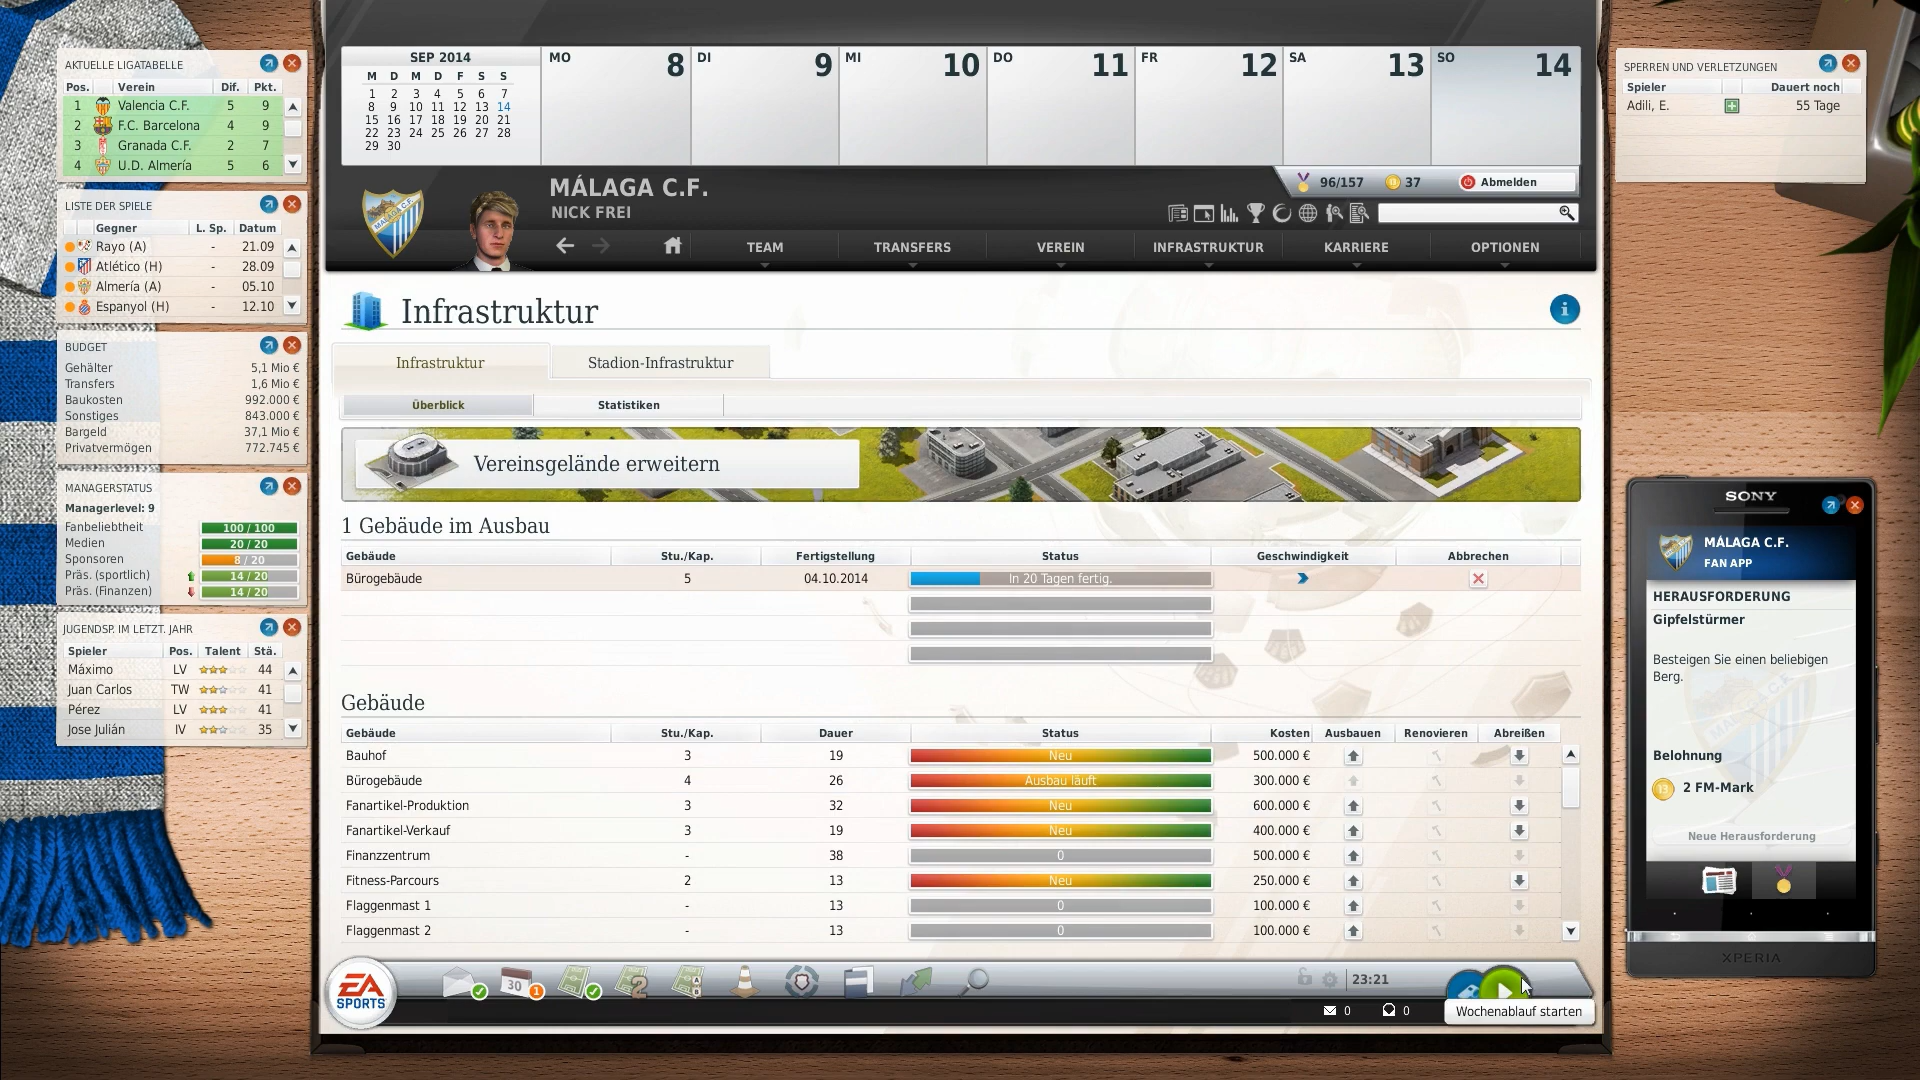 AKTUELLE LIGATABELLE
Pos. Verein Dif. Pkt.
1 Valencia C.F. 5 9
2 F.C. Barcelona 4 9
3 Granada C.F. 2 7
4 U.D. Almería 5 6
LISTE DER SPIELE
Gegner L. Sp. Datum
Rayo (A) - 21.09
Atlético (H) - 28.09
Almería (A) - 05.10
Espanyol (H) - 12.10
BUDGET
Gehälter 5,1 Mio €
Transfers 1,6 Mio €
Baukosten 992.000 €
Sonstiges 843.000 €
Bargeld 37,1 Mio €
Privatvermögen 772.745 €
MANAGERSTATUS
Managerlevel: 9
Fanbeliebtheit 100 / 100
Medien 20 / 20
Sponsoren 8 / 20
Präs. (sportlich) 14 / 20
Präs. (Finanzen) 14 / 20
JUGENDSP. IM LETZT. JAHR
Spieler Pos. Talent Stä.
Máximo LV 44
Juan Carlos TW 41
Pérez LV 41
Jose Julián IV 35
SEP 2014
M D M D F S S
1 2 3 4 5 6 7
8 9 10 11 12 13 14
15 16 17 18 19 20 21
22 23 24 25 26 27 28
29 30
MO 8 DI 9 MI 10 DO 11 FR 12 SA 13 SO 14
MÁLAGA C.F.
NICK FREI
96/157 37 Abmelden
TEAM TRANSFERS VEREIN INFRASTRUKTUR KARRIERE OPTIONEN
Infrastruktur
Infrastruktur Stadion-Infrastruktur
Überblick Statistiken
Vereinsgelände erweitern
1 Gebäude im Ausbau
Gebäude Stu./Kap. Fertigstellung Status Geschwindigkeit Abbrechen
Bürogebäude 5 04.10.2014 In 20 Tagen fertig.
Gebäude
Gebäude Stu./Kap. Dauer Status Kosten Ausbauen Renovieren Abreißen
Bauhof 3 19 Neu 500.000 €
Bürogebäude 4 26 Ausbau läuft 300.000 €
Fanartikel-Produktion 3 32 Neu 600.000 €
Fanartikel-Verkauf 3 19 Neu 400.000 €
Finanzzentrum - 38 0 500.000 €
Fitness-Parcours 2 13 Neu 250.000 €
Flaggenmast 1 - 13 0 100.000 €
Flaggenmast 2 - 13 0 100.000 €
EA
SPORTS
30 1 2
23:21
0 0
Wochenablauf starten
SPERREN UND VERLETZUNGEN
Spieler Dauert noch
Adili, E. 55 Tage
SONY
MÁLAGA C.F.
FAN APP
HERAUSFORDERUNG
Gipfelstürmer
Besteigen Sie einen beliebigen
Berg.
Belohnung
13 2 FM-Mark
Neue Herausforderung
XPERIA